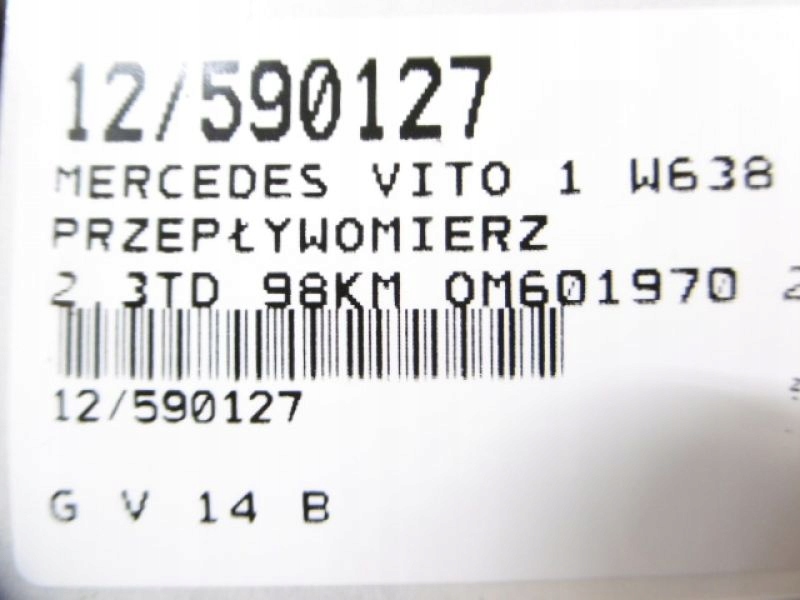 12/590127
MERCEDES VITO 1 W638
PRZEPŁYWOMIERZ
2.3TD 98KM OM601970
12/590127
G V 14 B